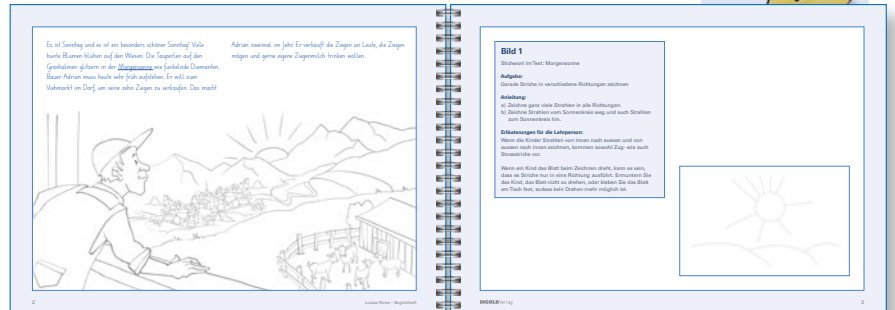 Es ist Sonntag und es ist ein besonders schöner Sonntag! Viele
bunte Blumen blühen auf den Wiesen. Die Tauperlen auf den
Grashalmen glitzern in der Morgensonne wie funkelnde Diamanten.
Bauer Adrian muss heute sehr früh aufstehen. Er will zum
Viehmarkt im Dorf, um seine zehn Ziegen zu verkaufen. Das macht
Adrian zweimal im Jahr. Er verkauft die Ziegen an Leute, die Ziegen
mögen und gerne eigene Ziegenmilch trinken wollen.
2
Luisas Reise – Begleitheft
Bild 1
Stichwort im Text: Morgensonne
Aufgabe:
Gerade Striche in verschiedene Richtungen zeichnen
Anleitung:
a) Zeichne ganz viele Strahlen in alle Richtungen.
b) Zeichne Strahlen vom Sonnenkreis weg und auch Strahlen
zum Sonnenkreis hin.
Erläuterungen für die Lehrperson:
Wenn die Kinder Strahlen von innen nach aussen und von
aussen nach innen zeichnen, kommen sowohl Zug- wie auch
Stossstriche vor.
Wenn ein Kind das Blatt beim Zeichnen dreht, kann es sein,
dass es Striche nur in eine Richtung ausführt. Ermuntern Sie
das Kind, das Blatt nicht zu drehen, oder kleben Sie das Blatt
am Tisch fest, sodass kein Drehen mehr möglich ist.
INGOLDVerlag
3